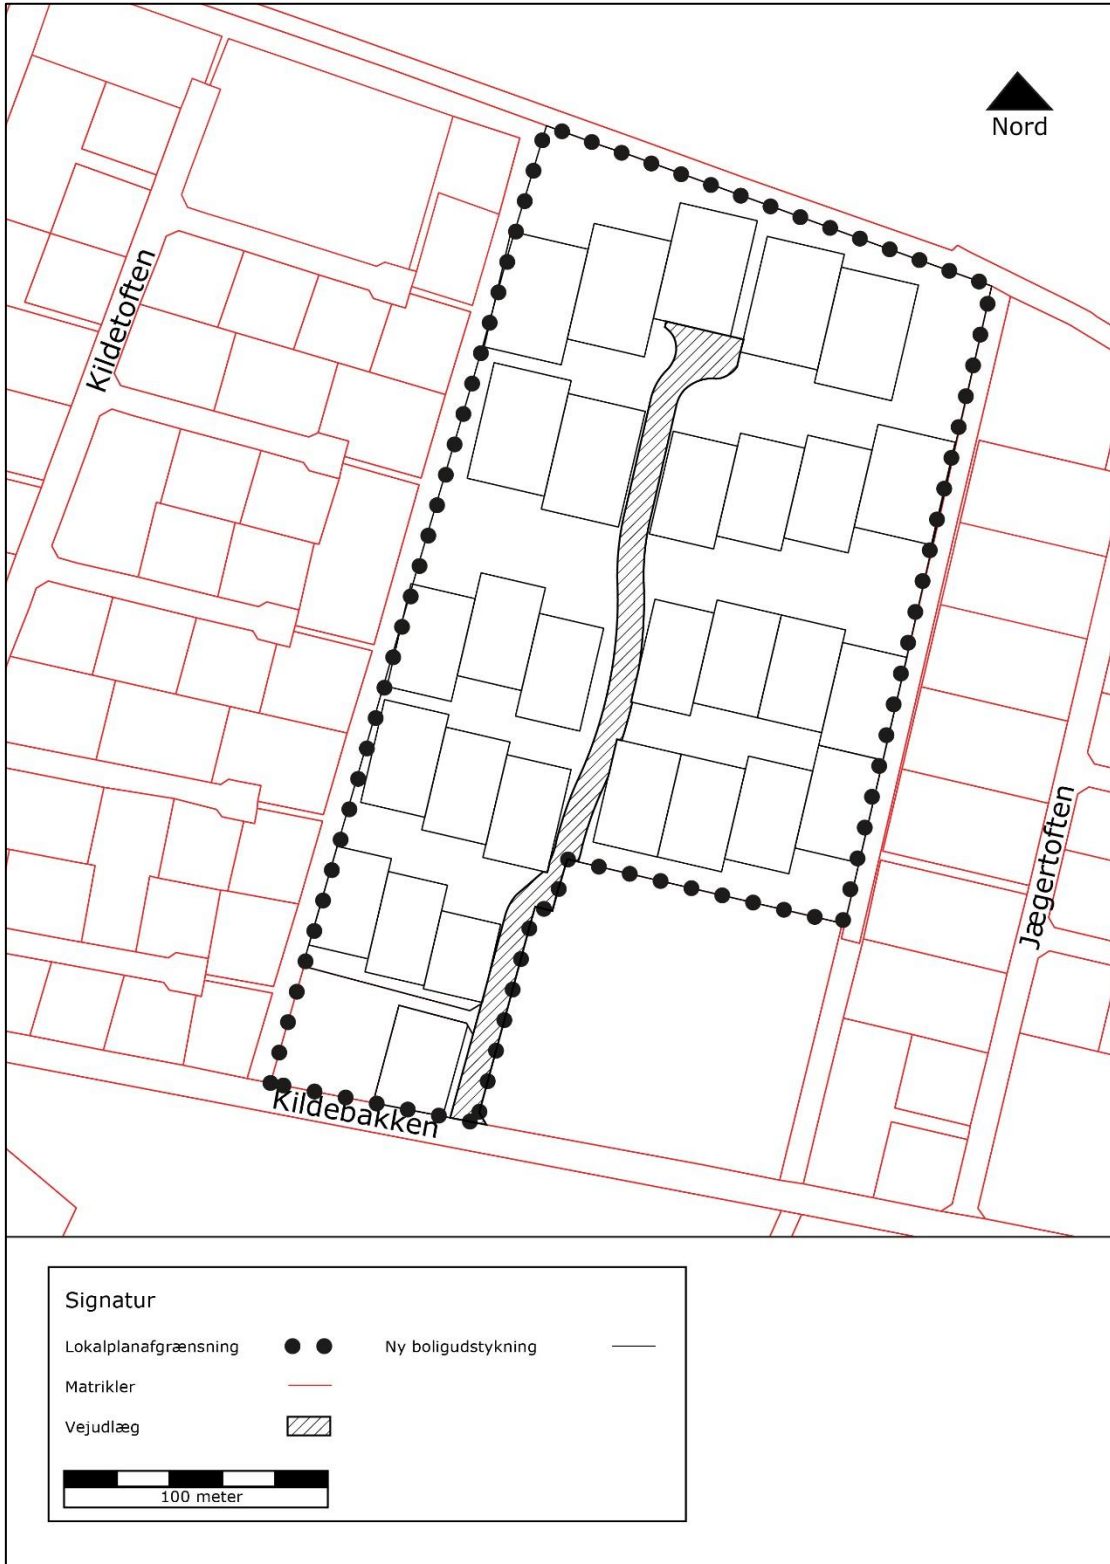 Nord
Kildetoften
Jægertoften
Kildebakken
Signatur
Lokalplanafgrænsning
Ny boligudstykning
Matrikler
Vejudlæg
100 meter